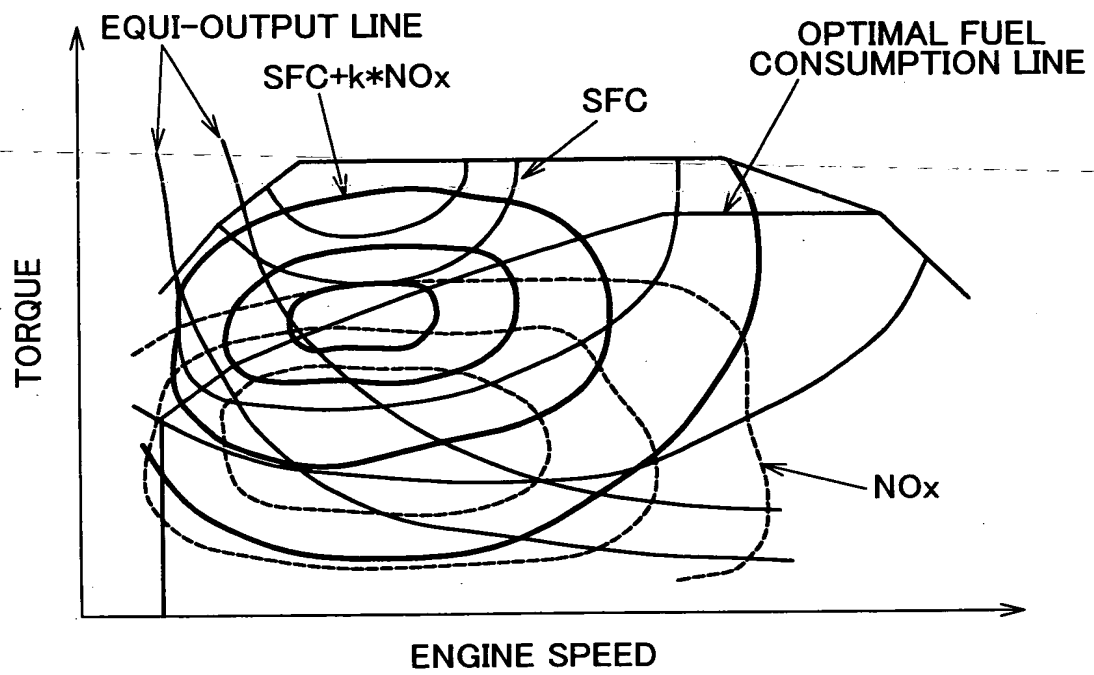 EQUI-OUTPUT LINE
OPTIMAL FUEL
CONSUMPTION LINE
SFC+k*NOx
SFC
TORQUE
NOx
ENGINE SPEED